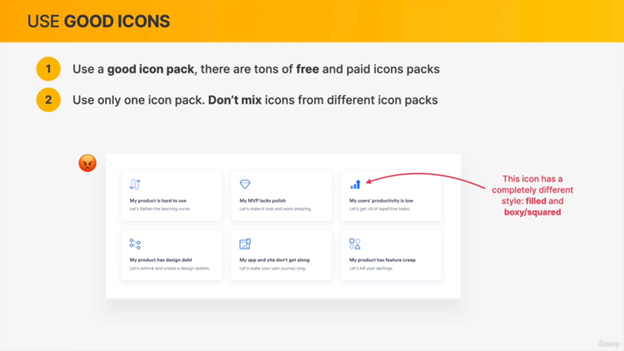 USE GOOD ICONS
1 Use a good icon pack, there are tons of free and paid icons packs
2 Use only one icon pack. Don't mix icons from different icon packs
My product is hard to use
Let's flatten the learning curve.
My MVP lacks polish
Let's make it look and work amazing.
My users' productivity is low
Let's get rid of repetitive tasks.
This icon has a
completely different
style: filled and
boxy/squared
My product has design debt
Let's rethink and create a design system.
My app and site don't get along
Let's make your user journey sing.
My product has feature creep
Let's kill your darlings.
Udemy